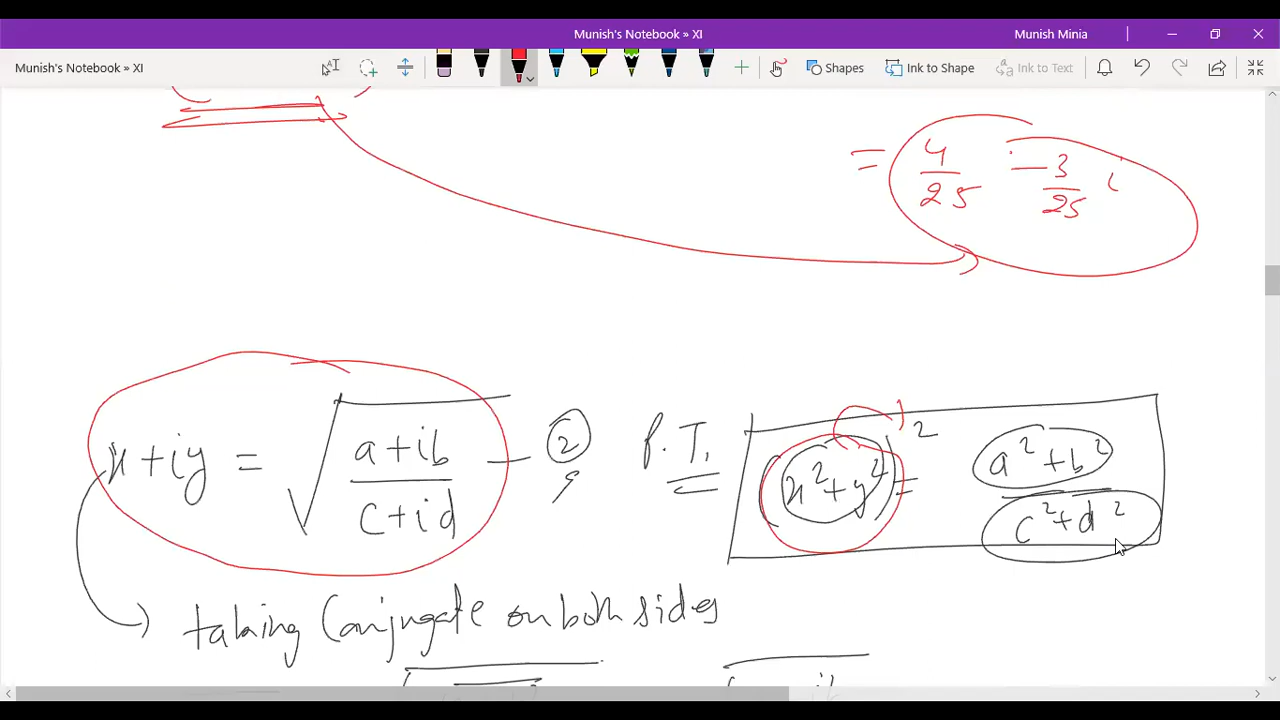 Munish's Notebook » XI
Munish Minia
Munish's Notebook » XI
Shapes
Ink to Shape
Ink to Text
= 4/25 - 3/25 i
x+iy = √((a+ib)/(c+id)) — ②
P.T. (x²+y²)² = (a²+b²)/(c²+d²)
taking Conjugate on both sides